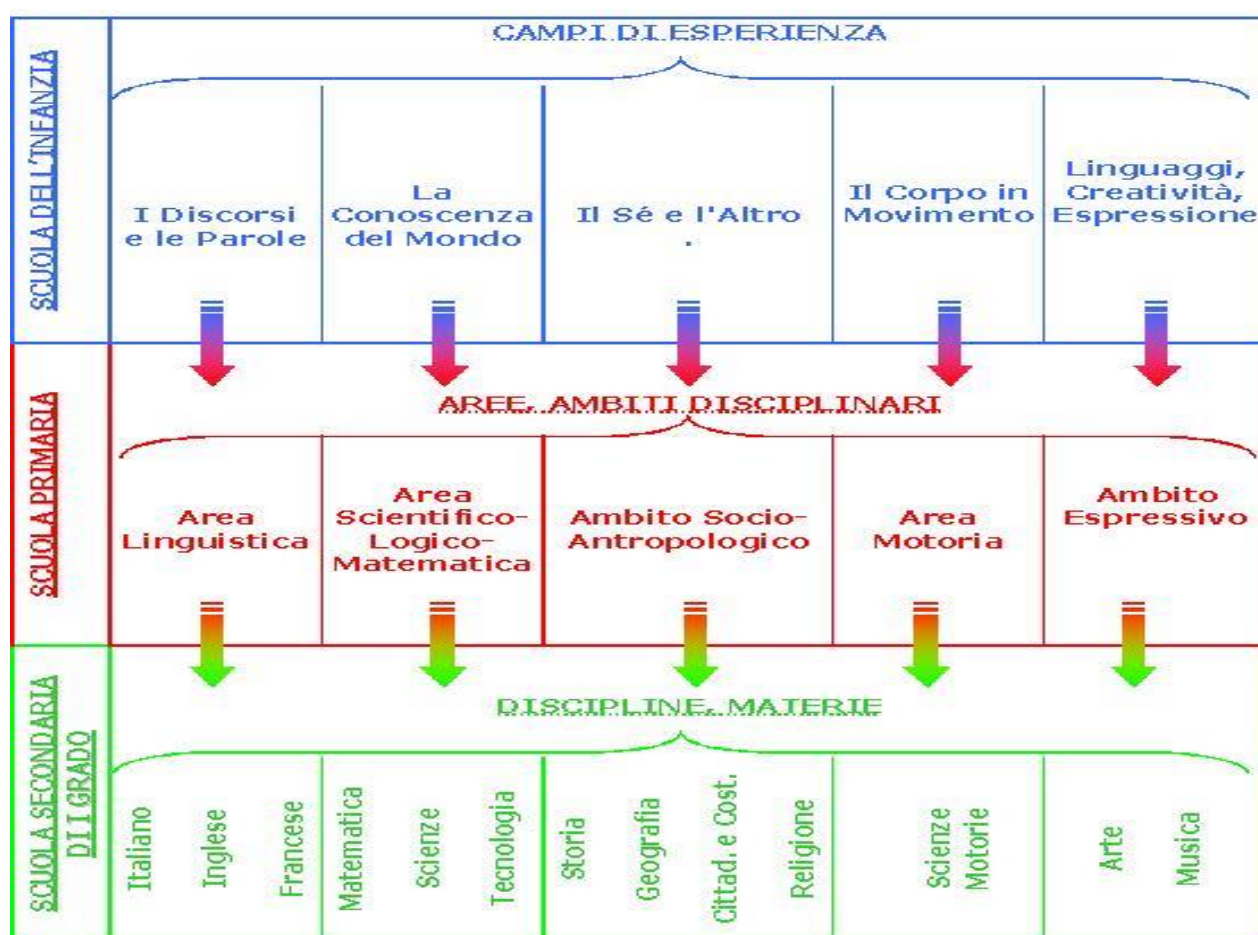 SCUOLA DELL'INFANZIA
CAMPI DI ESPERIENZA
I Discorsi
e le Parole
La
Conoscenza
del Mondo
Il Sé e l'Altro
.
Il Corpo in
Movimento
Linguaggi,
Creatività,
Espressione
SCUOLA PRIMARIA
AREE, AMBITI DISCIPLINARI
Area
Linguistica
Area
Scientifico-
Logico-
Matematica
Ambito Socio-
Antropologico
Area
Motoria
Ambito
Espressivo
SCUOLA SECONDARIA
DI I GRADO
DISCIPLINE, MATERIE
Italiano
Inglese
Francese
Matematica
Scienze
Tecnologia
Storia
Geografia
Cittad. e Cost.
Religione
Scienze
Motorie
Arte
Musica